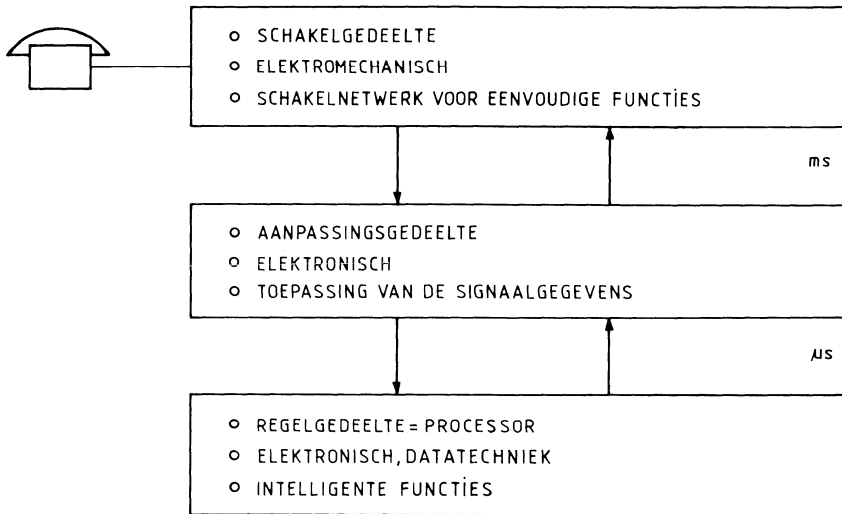 ○ SCHAKELGEDEELTE
○ ELEKTROMECHANISCH
○ SCHAKELNETWERK VOOR EENVOUDIGE FUNCTIES
ms
○ AANPASSINGSGEDEELTE
○ ELEKTRONISCH
○ TOEPASSING VAN DE SIGNAALGEGEVENS
µs
○ REGELGEDEELTE = PROCESSOR
○ ELEKTRONISCH, DATATECHNIEK
○ INTELLIGENTE FUNCTIES